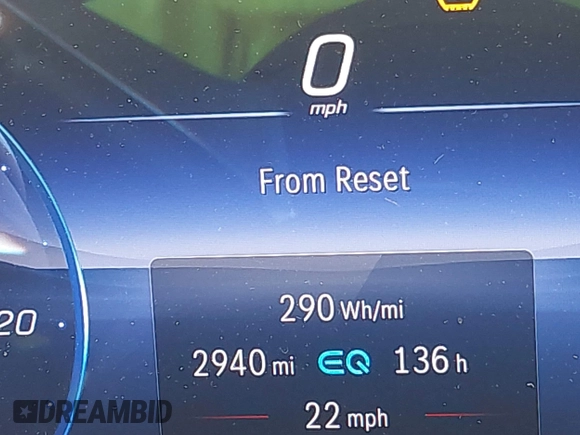 0
mph
From Reset
290 Wh/mi
2940 mi EQ 136 h
20
22 mph
DREAMBID